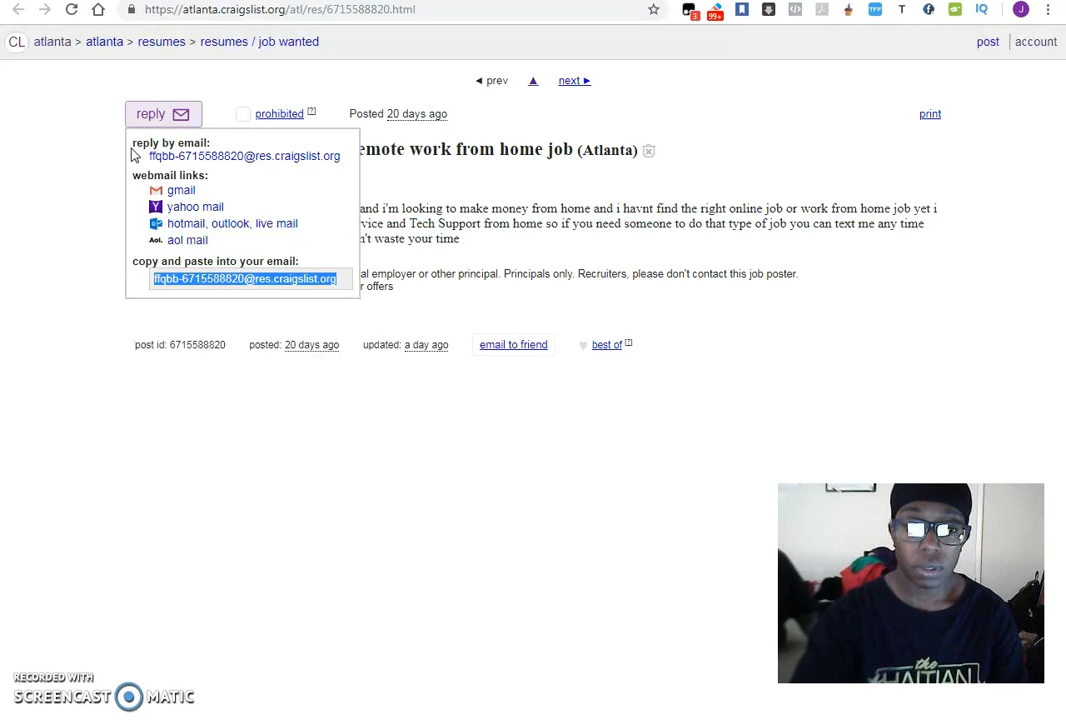 https://atlanta.craigslist.org/atl/res/6715588820.html
3
99+
TFF
T
IQ
J
CL atlanta > atlanta > resumes > resumes / job wanted
post account
◄ prev ▲ next ►
reply prohibited [?] Posted 20 days ago print
reply by email:
ffqbb-6715588820@res.craigslist.org
emote work from home job (Atlanta)
webmail links:
gmail
yahoo mail
hotmail, outlook, live mail
Aol. aol mail
and i'm looking to make money from home and i havnt find the right online job or work from home job yet i
vice and Tech Support from home so if you need someone to do that type of job you can text me any time
n't waste your time
copy and paste into your email:
ffqbb-6715588820@res.craigslist.org
al employer or other principal. Principals only. Recruiters, please don't contact this job poster.
r offers
post id: 6715588820 posted: 20 days ago updated: a day ago email to friend best of [?]
the
HAITIAN
RECORDED WITH
SCREENCAST MATIC